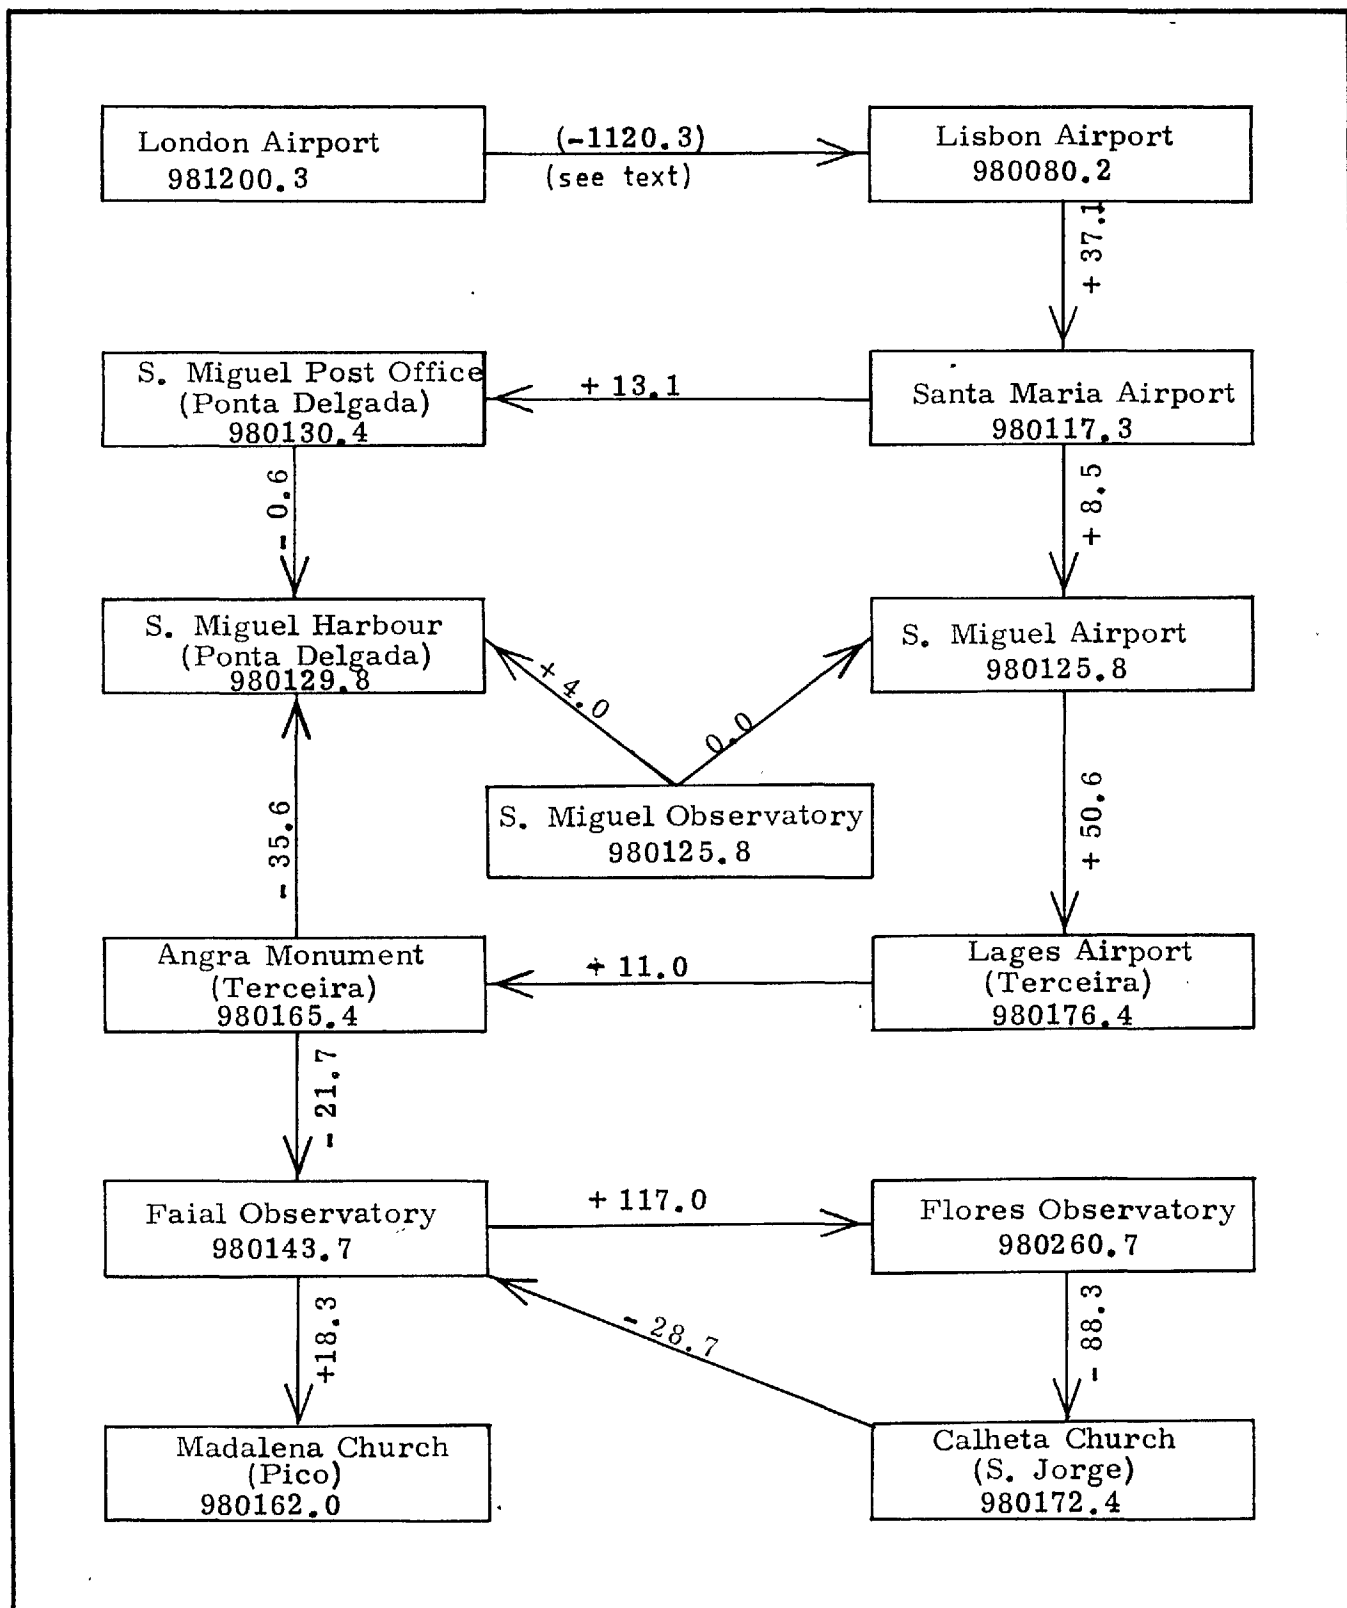 London Airport
981200.3
(-1120.3)
(see text)
Lisbon Airport
980080.2
+ 37.1
S. Miguel Post Office
(Ponta Delgada)
980130.4
+ 13.1
Santa Maria Airport
980117.3
- 0.6
+ 8.5
S. Miguel Harbour
(Ponta Delgada)
980129.8
S. Miguel Airport
980125.8
+ 4.0
0.0
S. Miguel Observatory
980125.8
- 35.6
+ 50.6
Angra Monument
(Terceira)
980165.4
+ 11.0
Lages Airport
(Terceira)
980176.4
- 21.7
Faial Observatory
980143.7
+ 117.0
Flores Observatory
980260.7
+18.3
- 28.7
- 88.3
Madalena Church
(Pico)
980162.0
Calheta Church
(S. Jorge)
980172.4